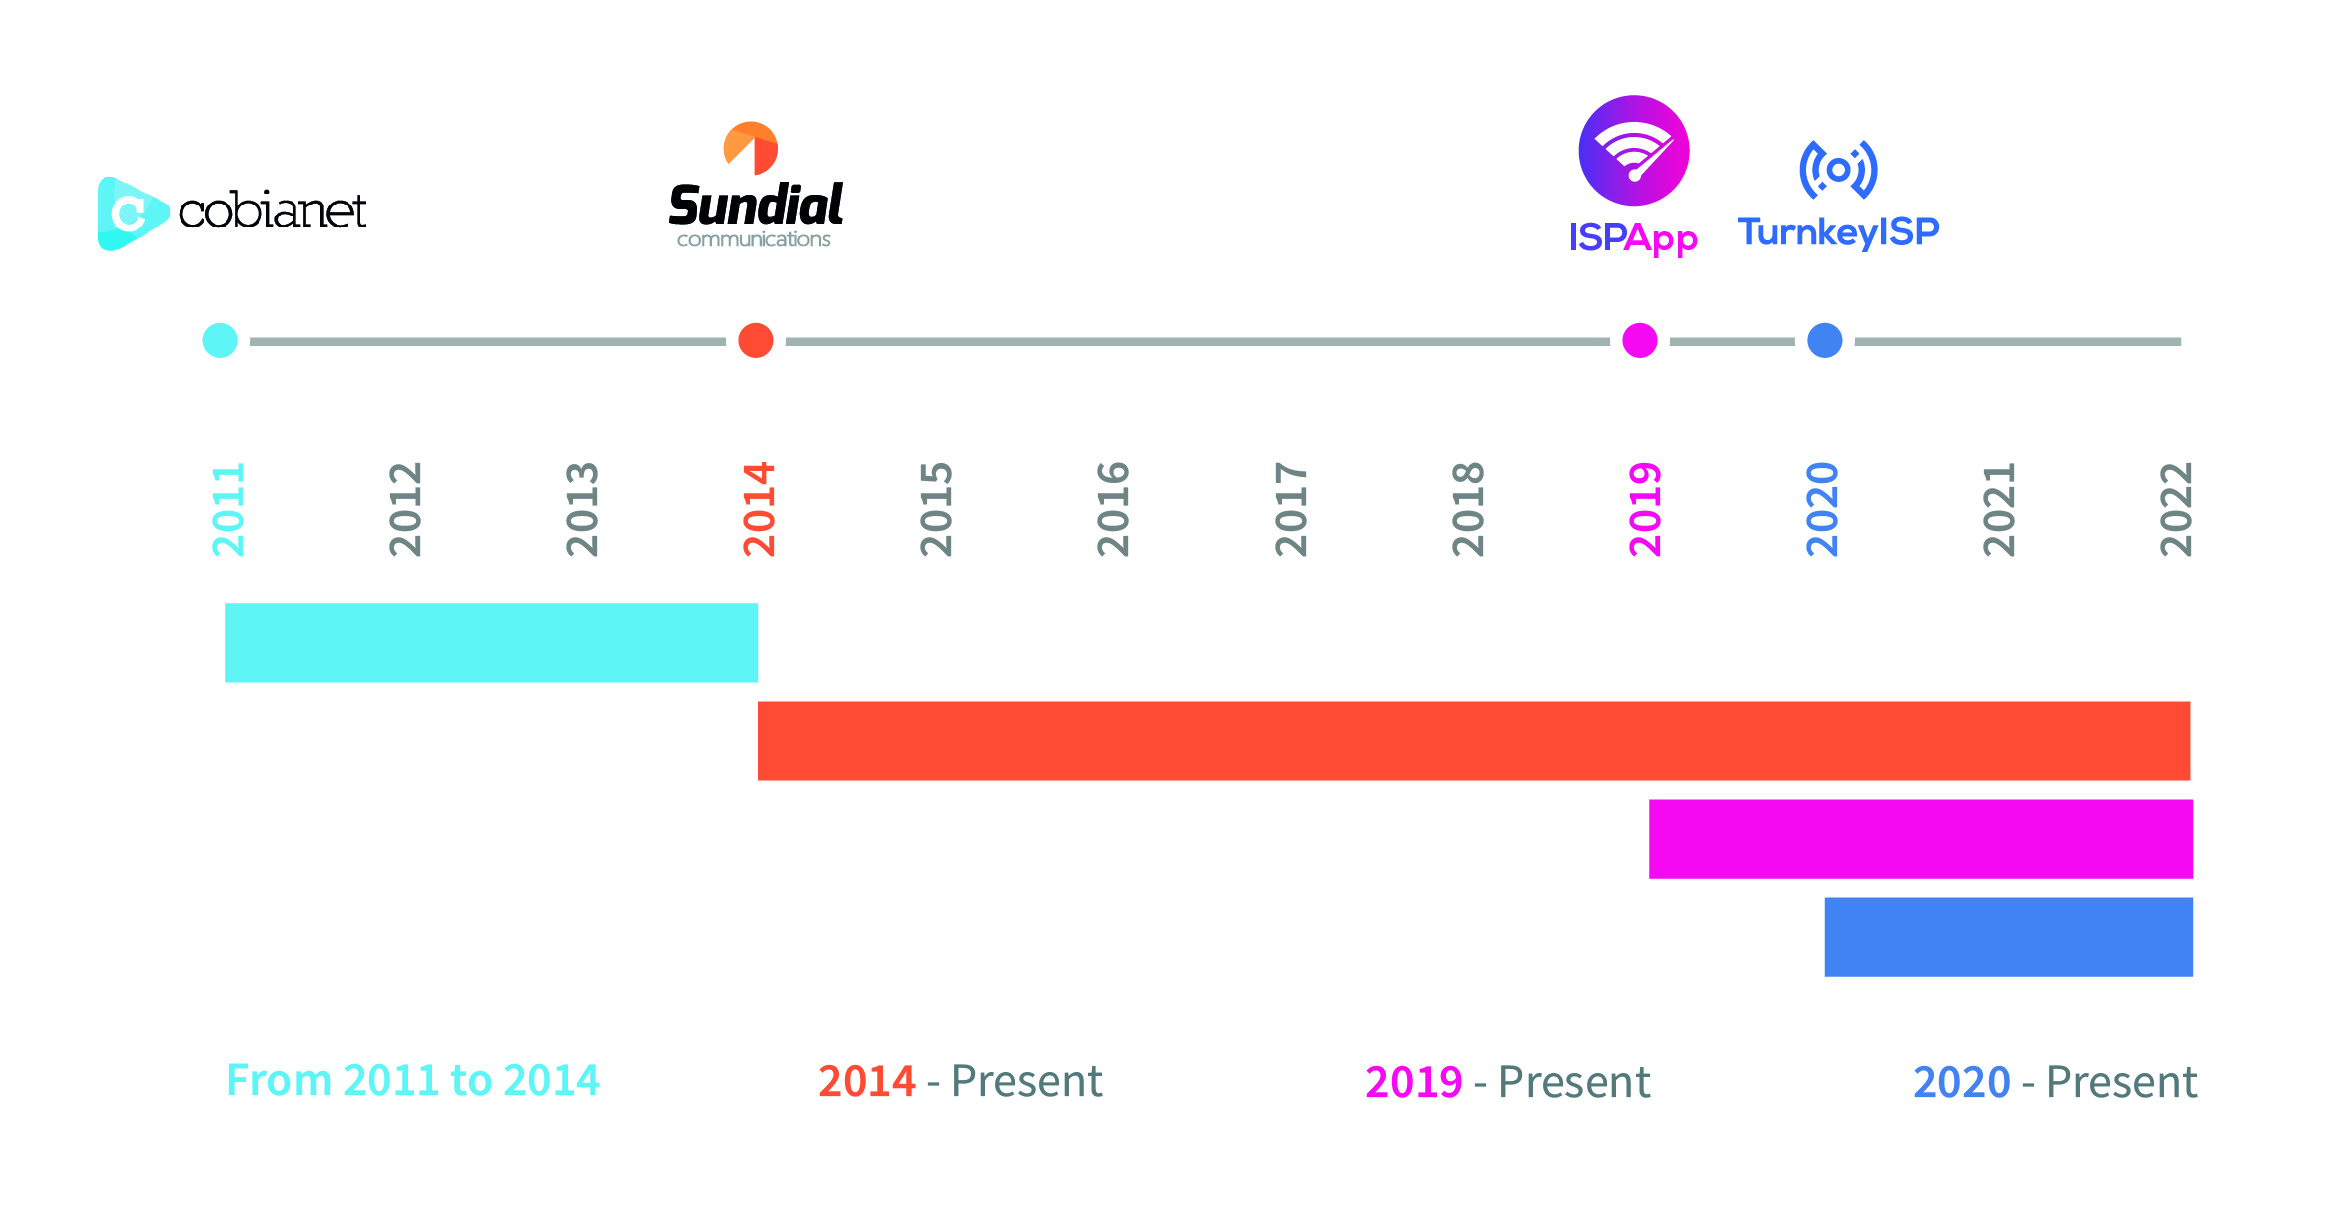 cobianet
Sundial
communications
ISPApp
TurnkeyISP
2011 2012 2013 2014 2015 2016 2017 2018 2019 2020 2021 2022
From 2011 to 2014
2014 - Present
2019 - Present
2020 - Present